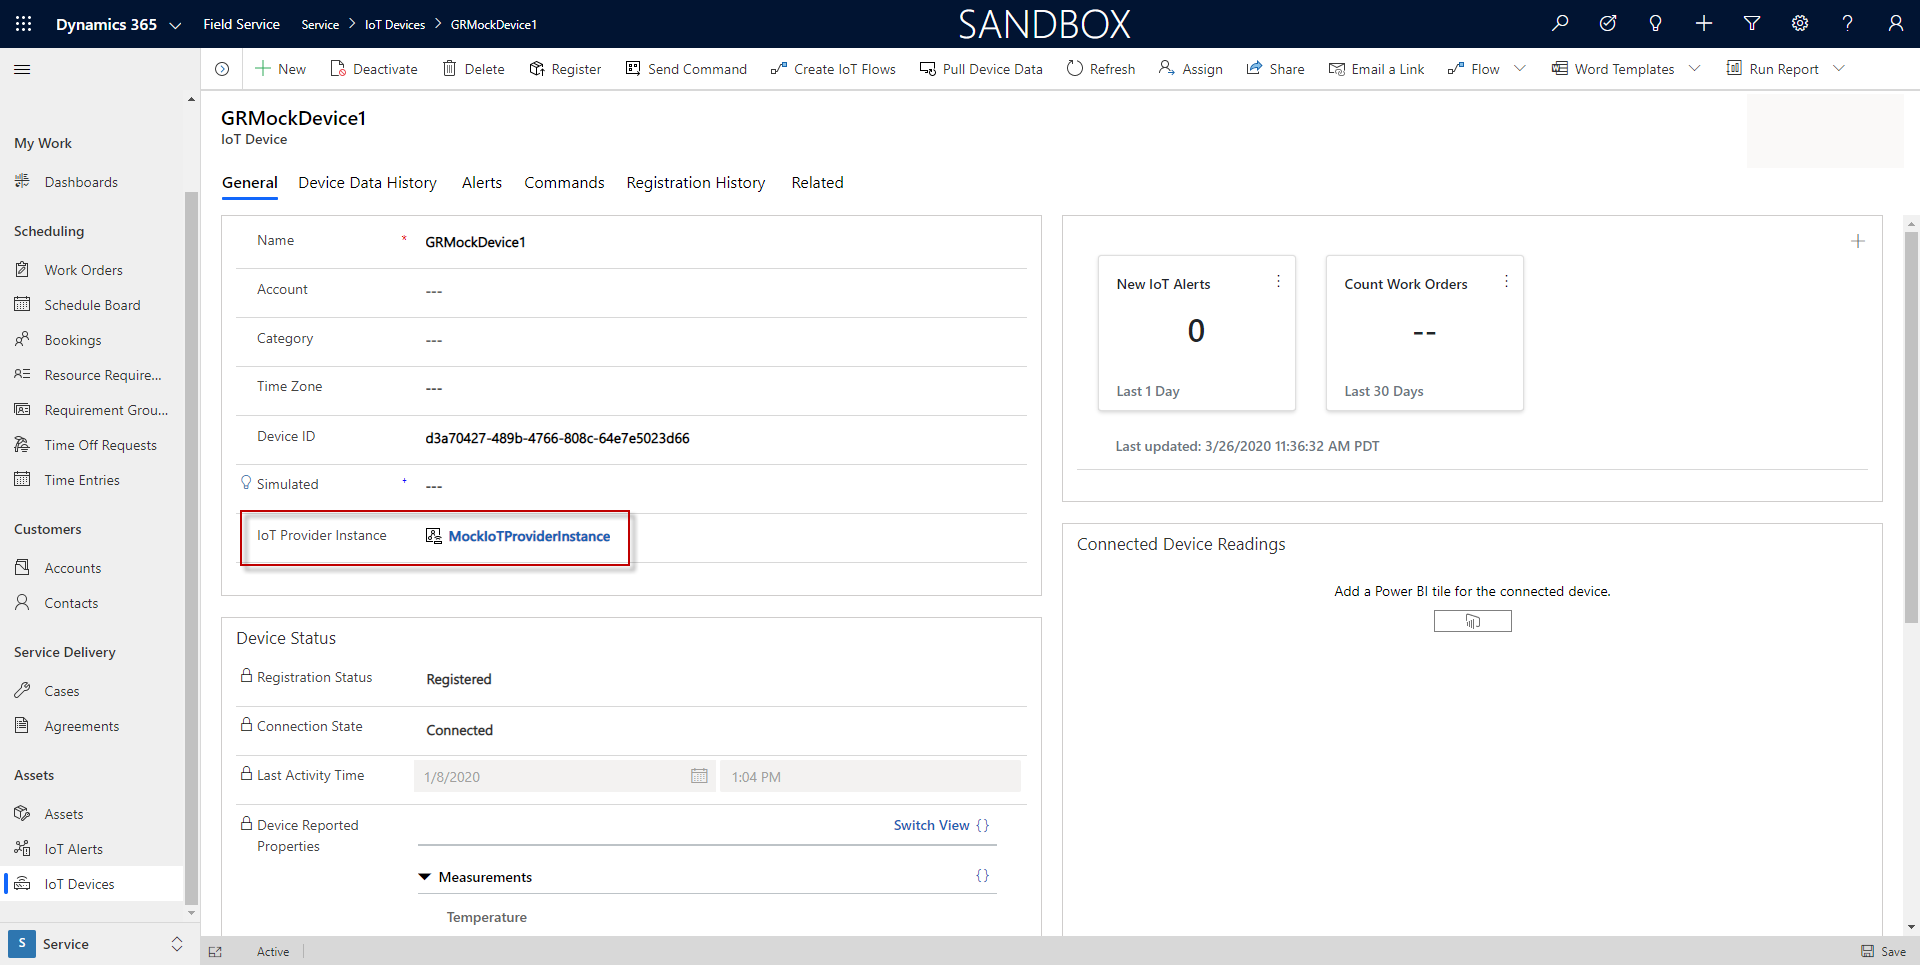 Dynamics 365 Field Service Service > IoT Devices > GRMockDevice1 SANDBOX
New Deactivate Delete Register Send Command Create IoT Flows Pull Device Data Refresh Assign Share Email a Link Flow Word Templates Run Report
My Work
Dashboards
Scheduling
Work Orders
Schedule Board
Bookings
Resource Require...
Requirement Grou...
Time Off Requests
Time Entries
Customers
Accounts
Contacts
Service Delivery
Cases
Agreements
Assets
Assets
IoT Alerts
IoT Devices
S Service
GRMockDevice1
IoT Device
General Device Data History Alerts Commands Registration History Related
Name * GRMockDevice1
Account ---
Category ---
Time Zone ---
Device ID d3a70427-489b-4766-808c-64e7e5023d66
Simulated + ---
IoT Provider Instance MockIoTProviderInstance
Device Status
Registration Status Registered
Connection State Connected
Last Activity Time 1/8/2020 1:04 PM
Device Reported Switch View {}
Properties
Measurements {}
Temperature
New IoT Alerts
0
Last 1 Day
Count Work Orders
--
Last 30 Days
Last updated: 3/26/2020 11:36:32 AM PDT
Connected Device Readings
Add a Power BI tile for the connected device.
Active
Save